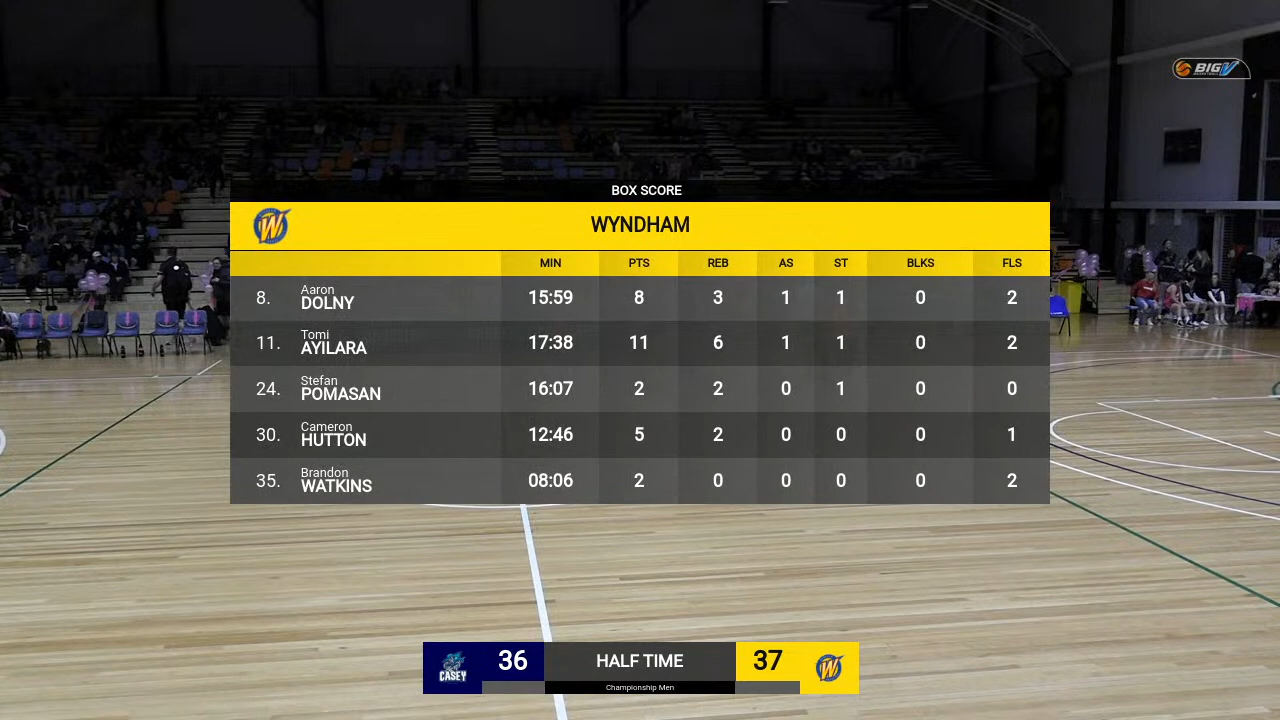 BIG V
BOX SCORE
W
WYNDHAM
MIN PTS REB AS ST BLKS FLS
8. Aaron DOLNY 15:59 8 3 1 1 0 2
11. Tomi AYILARA 17:38 11 6 1 1 0 2
24. Stefan POMASAN 16:07 2 2 0 1 0 0
30. Cameron HUTTON 12:46 5 2 0 0 0 1
35. Brandon WATKINS 08:06 2 0 0 0 0 2
CASEY 36 HALF TIME 37 W
Championship Men